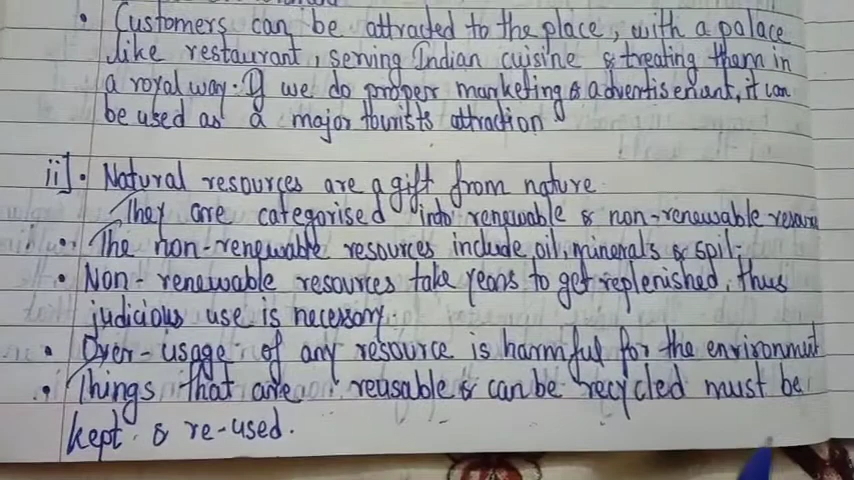 • Customers can be attracted to the place, with a palace
like restaurant, serving Indian cuisine & treating them in
a royal way. If we do proper marketing & advertisement, it can
be used as a major tourists attraction
ii]. Natural resources are a gift from nature.
They are categorised into renewable & non-renewable
• The non-renewable resources include oil, minerals & soil.
• Non-renewable resources take years to get replenished, thus
judicious use is necessary.
• Over-usage of any resource is harmful for the environment
• Things that are reusable & can be recycled must be
kept & re-used.